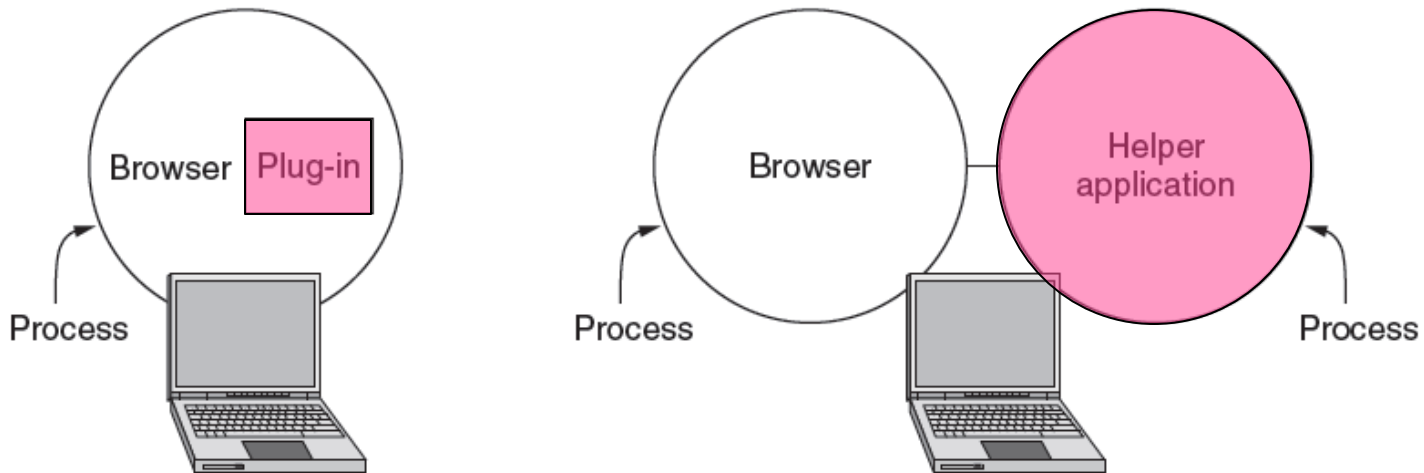 Browser Plug-in
Process
Browser
Helper
application
Process
Process